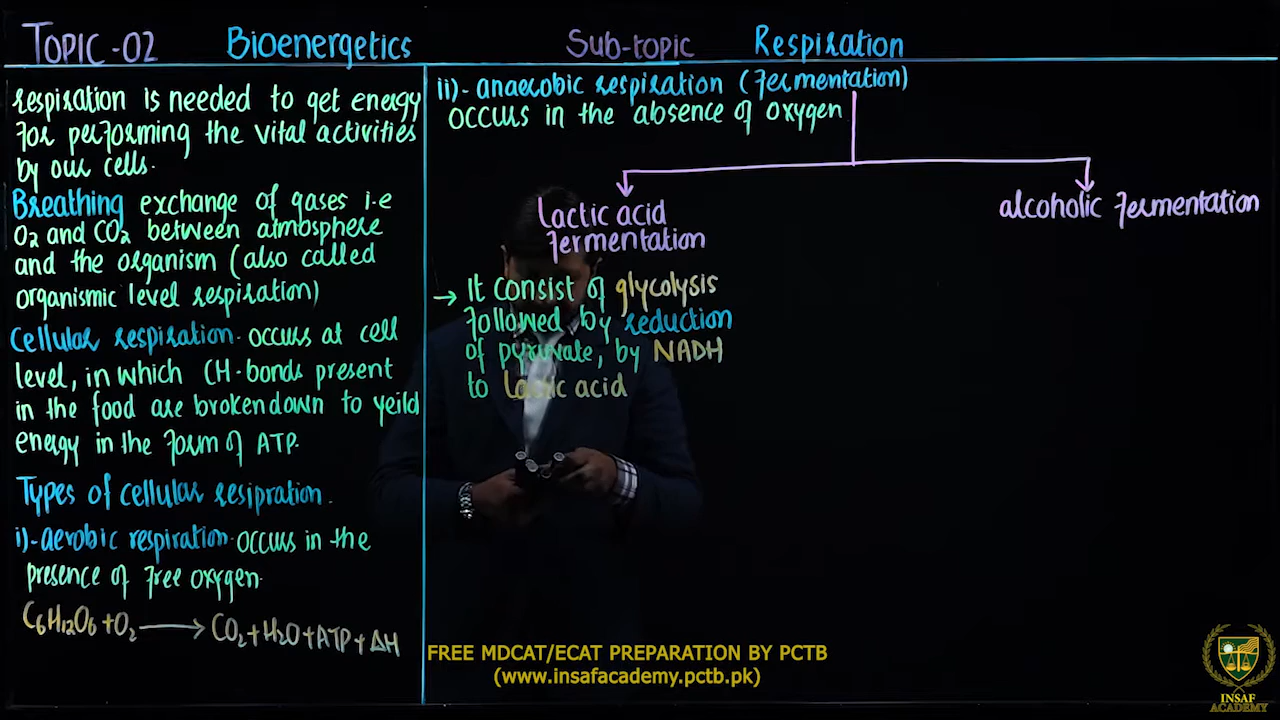 TOPIC-02 Bioenergetics Sub-topic Respiration
Respiration is needed to get energy
for performing the vital activities
by our cells.
Breathing exchange of gases i.e
O₂ and CO₂ between atmosphere
and the organism (also called
organismic level respiration)
Cellular respiration. occurs at cell
level, in which CH-bonds present
in the food are brokendown to yeild
energy in the form of ATP.
Types of cellular resipration.
i)- aerobic respiration. occurs in the
presence of free oxygen.
C₆H₁₂O₆ + O₂ ⟶ CO₂ + H₂O + ATP + ΔH
ii)- anaerobic respiration (fermentation)
occurs in the absence of oxygen
Lactic acid
fermentation
alcoholic fermentation
→ It consist of glycolysis
followed by reduction
of pyruvate, by NADH
to Lactic acid
FREE MDCAT/ECAT PREPARATION BY PCTB
(www.insafacademy.pctb.pk)
INSAF
ACADEMY